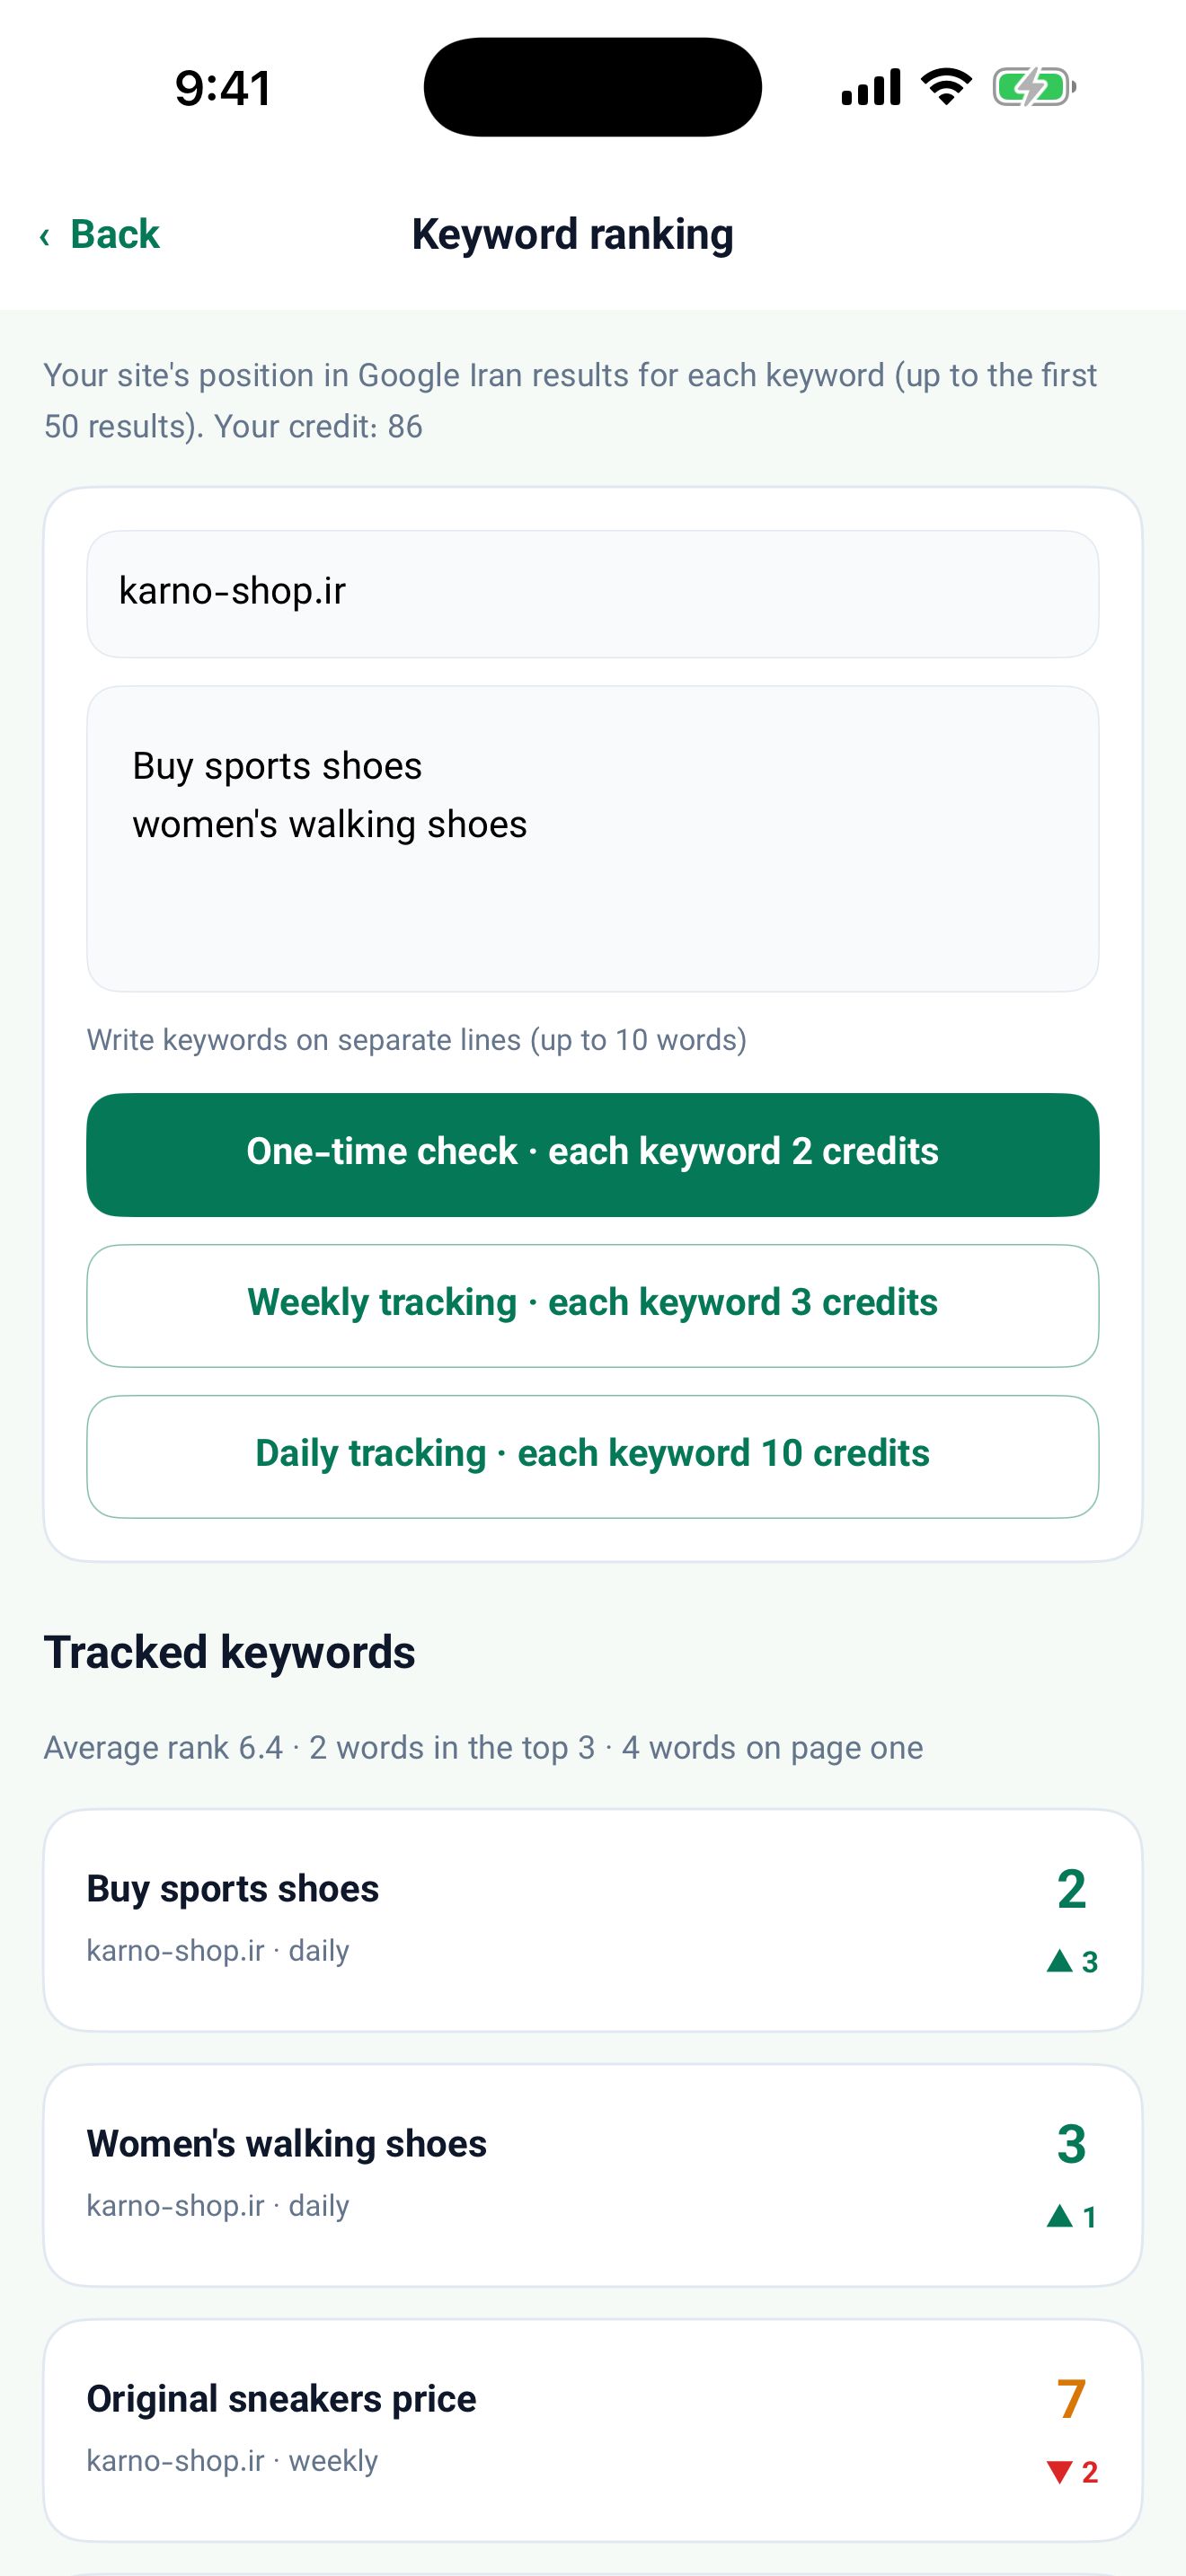 9:41
‹ Back
Keyword ranking
Your site's position in Google Iran results for each keyword (up to the first
50 results). Your credit: 86
karno-shop.ir
Buy sports shoes
women's walking shoes
Write keywords on separate lines (up to 10 words)
One-time check · each keyword 2 credits
Weekly tracking · each keyword 3 credits
Daily tracking · each keyword 10 credits
Tracked keywords
Average rank 6.4 · 2 words in the top 3 · 4 words on page one
Buy sports shoes
2
karno-shop.ir · daily
▲ 3
Women's walking shoes
3
karno-shop.ir · daily
▲ 1
Original sneakers price
7
karno-shop.ir · weekly
▼ 2